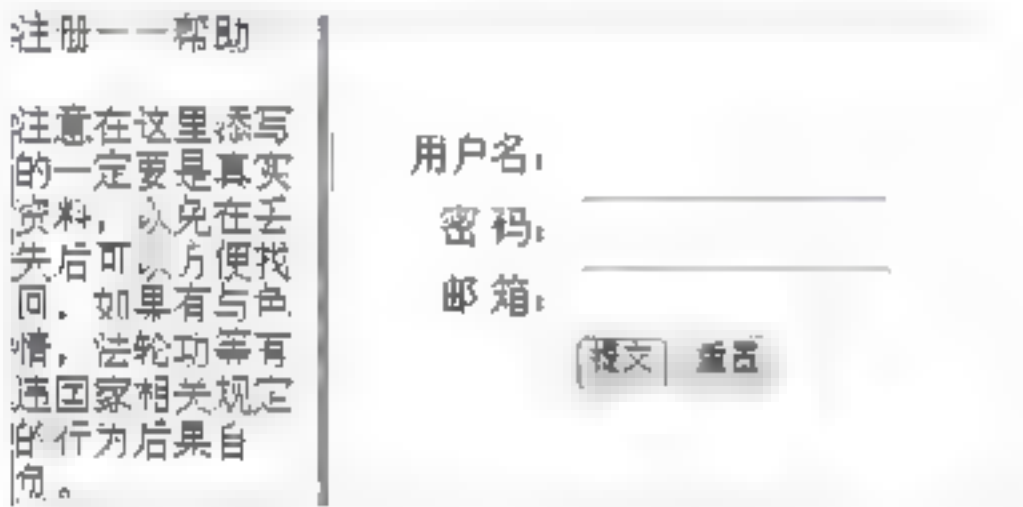 注册一一帮助
注意在这里添写
的一定要是真实
资料，以免在丢
失后可以方便找
回。如果有与色
情，法轮功等有
违国家相关规定
的行为后果自
负。
用户名：
密 码：
邮 箱：
提交 重置